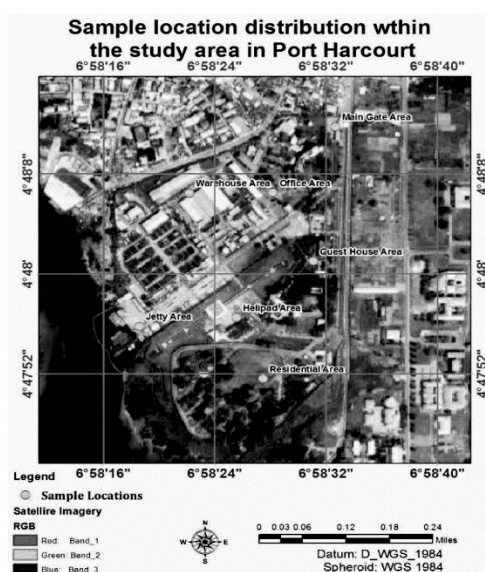 Sample location distribution wthin
the study area in Port Harcourt
6°58'16" 6°58'24" 6°58'32" 6°58'40"
Main Gate Area
4°48'8" 4°48'8"
Warehouse Area Office Area
Guest House Area
4°48' 4°48'
Helipad Area
Jetty Area
Residential Area
4°47'52" 4°47'52"
6°58'16" 6°58'24" 6°58'32" 6°58'40"
Legend
Sample Locations
Satellire Imagery
RGB
Red: Band_1
Green: Band_2
Blue: Band_3
N
W E
S
0 0.03 0.06 0.12 0.18 0.24
Miles
Datum: D_WGS_1984
Spheroid: WGS 1984